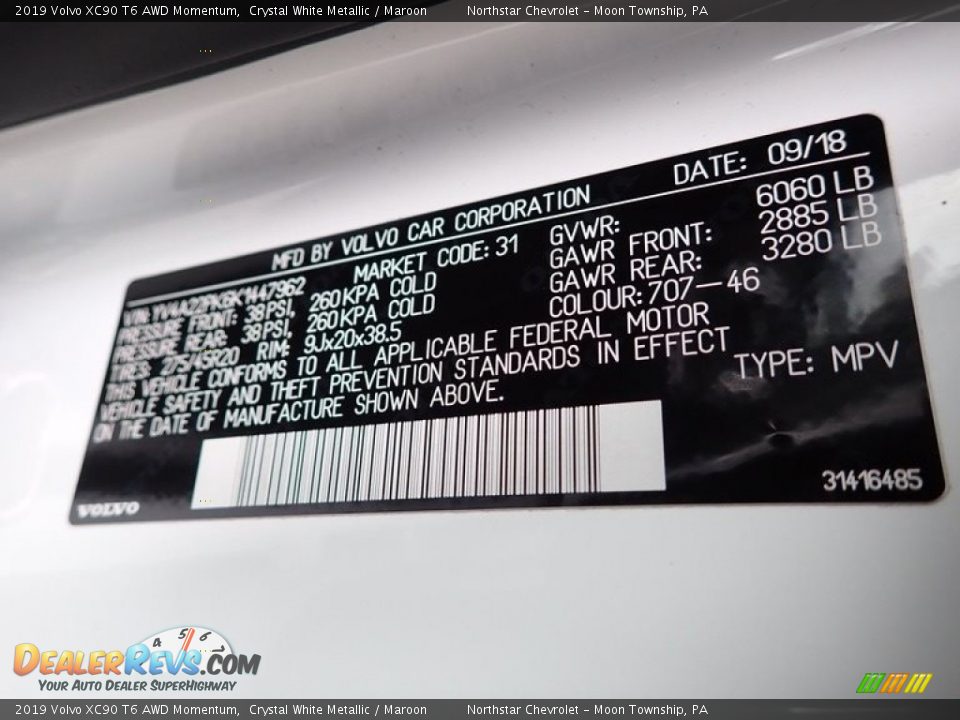 2019 Volvo XC90 T6 AWD Momentum, Crystal White Metallic / Maroon Northstar Chevrolet - Moon Township, PA
MFD BY VOLVO CAR CORPORATION DATE: 09/18
MARKET CODE: 31 GVWR: 6060 LB
VIN: GAWR FRONT: 2885 LB
PRESSURE FRONT: 38PSI, 260KPA COLD GAWR REAR: 3280 LB
PRESSURE REAR: 38PSI, 260KPA COLD COLOUR: 707-46
TIRES: 275/45R20 RIM: 9Jx20x38.5
THIS VEHICLE CONFORMS TO ALL APPLICABLE FEDERAL MOTOR
VEHICLE SAFETY AND THEFT PREVENTION STANDARDS IN EFFECT
ON THE DATE OF MANUFACTURE SHOWN ABOVE. TYPE: MPV
31416485
VOLVO
4 5 6
DealerRevs.com
Your Auto Dealer SuperHighway
2019 Volvo XC90 T6 AWD Momentum, Crystal White Metallic / Maroon Northstar Chevrolet - Moon Township, PA